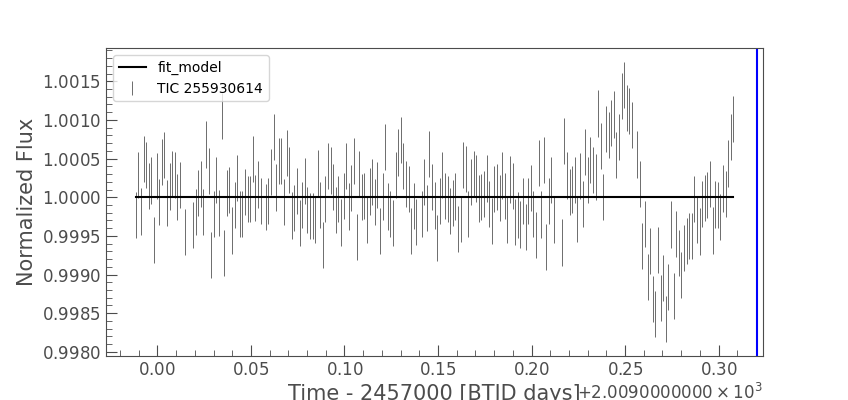 fit_model
TIC 255930614
1.0015
1.0010
1.0005
1.0000
0.9995
0.9990
0.9985
0.9980
Normalized Flux
0.00 0.05 0.10 0.15 0.20 0.25 0.30
Time - 2457000 [BTJD days]
+2.0090000000 × 10³